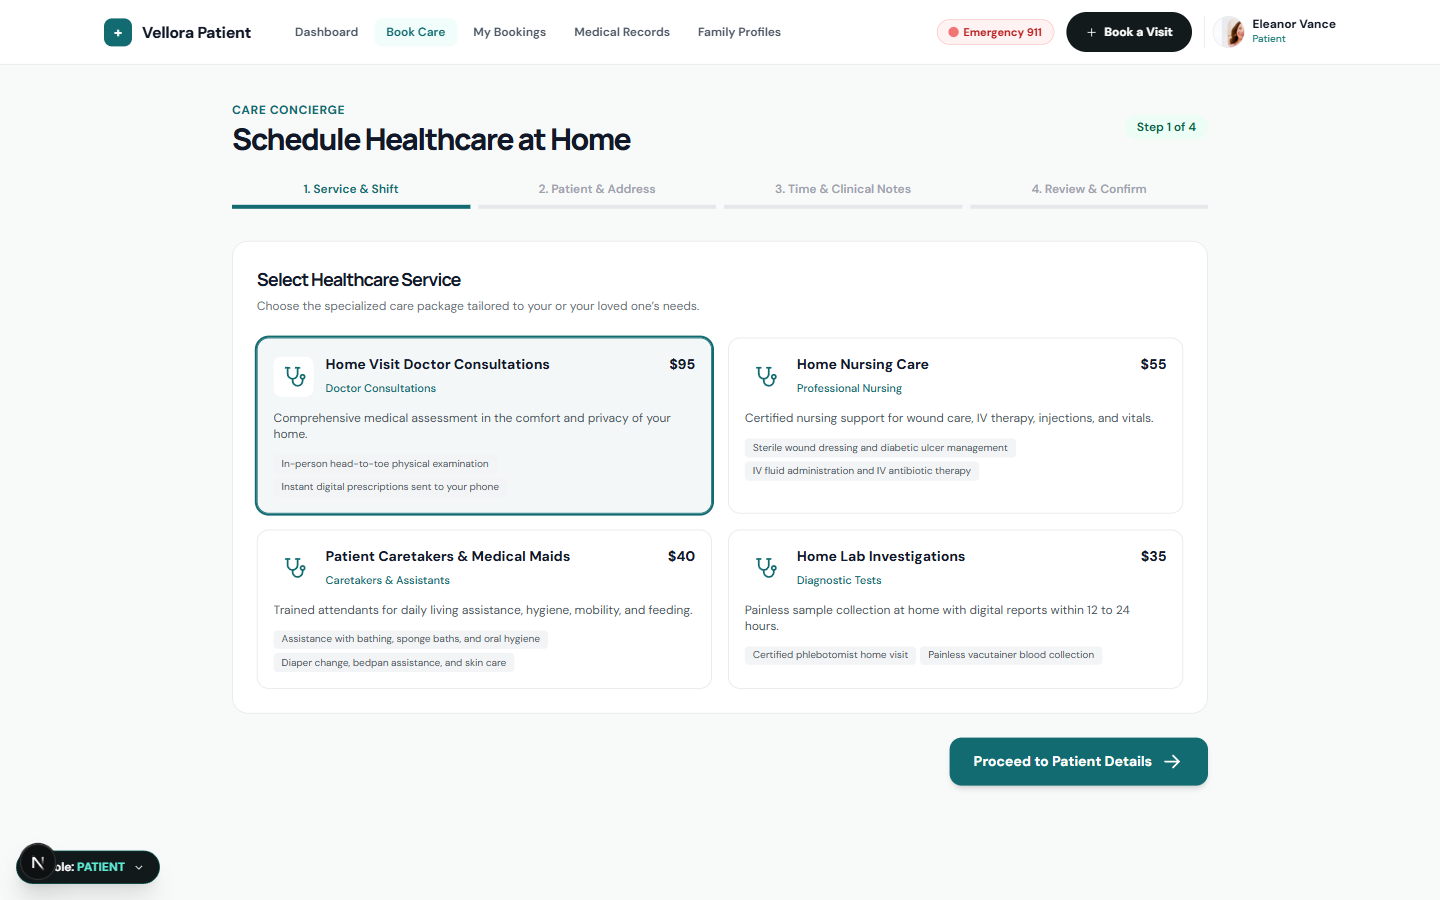 Vellora Patient
Dashboard
Book Care
My Bookings
Medical Records
Family Profiles
Emergency 911
+ Book a Visit
Eleanor Vance
Patient
CARE CONCIERGE
Schedule Healthcare at Home
Step 1 of 4
1. Service & Shift
2. Patient & Address
3. Time & Clinical Notes
4. Review & Confirm
Select Healthcare Service
Choose the specialized care package tailored to your or your loved one's needs.
Home Visit Doctor Consultations
$95
Doctor Consultations
Comprehensive medical assessment in the comfort and privacy of your
home.
In-person head-to-toe physical examination
Instant digital prescriptions sent to your phone
Home Nursing Care
$55
Professional Nursing
Certified nursing support for wound care, IV therapy, injections, and vitals.
Sterile wound dressing and diabetic ulcer management
IV fluid administration and IV antibiotic therapy
Patient Caretakers & Medical Maids
$40
Caretakers & Assistants
Trained attendants for daily living assistance, hygiene, mobility, and feeding.
Assistance with bathing, sponge baths, and oral hygiene
Diaper change, bedpan assistance, and skin care
Home Lab Investigations
$35
Diagnostic Tests
Painless sample collection at home with digital reports within 12 to 24
hours.
Certified phlebotomist home visit
Painless vacutainer blood collection
Proceed to Patient Details
N
PATIENT